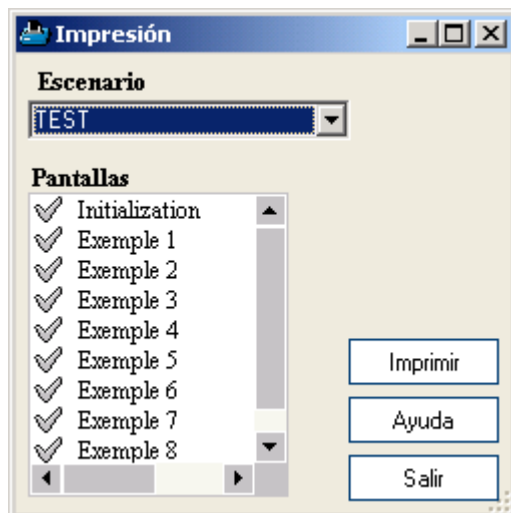 Impresión
Escenario
TEST
Pantallas
Initialization
Exemple 1
Exemple 2
Exemple 3
Exemple 4
Exemple 5
Exemple 6
Exemple 7
Exemple 8
Imprimir
Ayuda
Salir